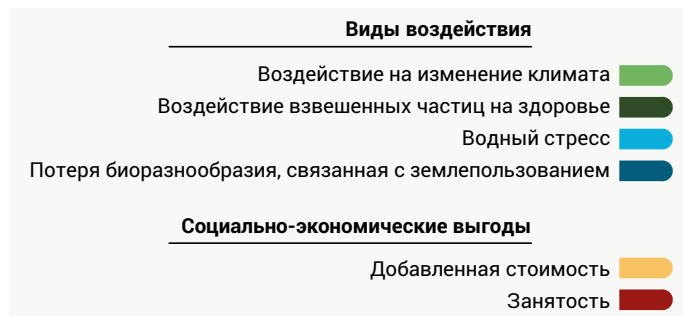 Виды воздействия
Воздействие на изменение климата
Воздействие взвешенных частиц на здоровье
Водный стресс
Потеря биоразнообразия, связанная с землепользованием
Социально-экономические выгоды
Добавленная стоимость
Занятость